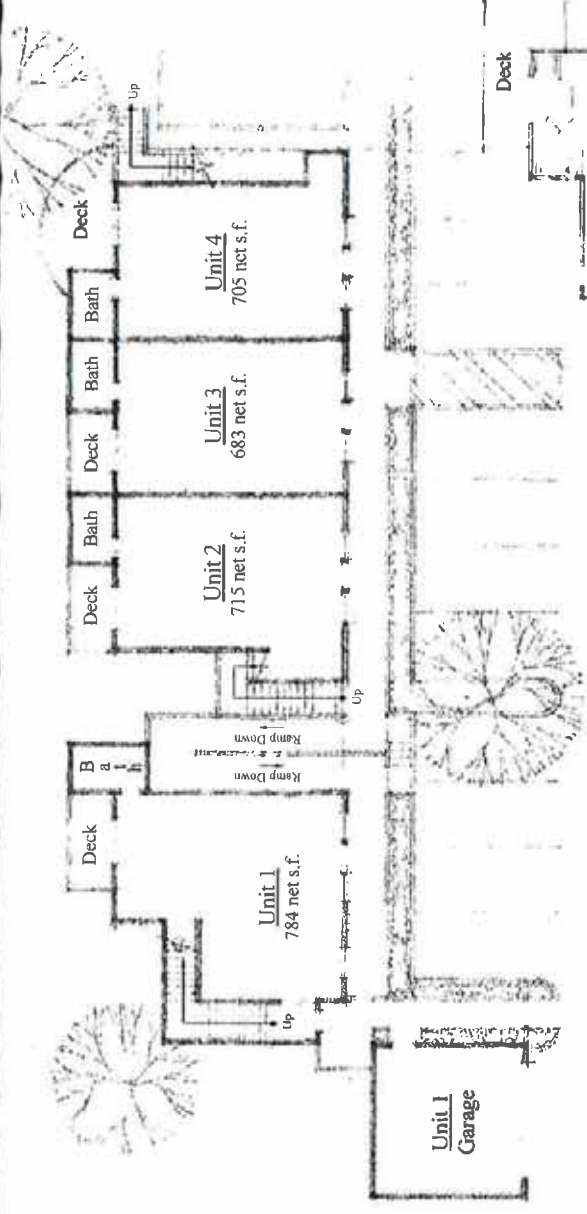 Deck
Up
Deck
Bath
Unit 4
705 net s.f.
Bath
Unit 3
683 net s.f.
Deck
Bath
Unit 2
715 net s.f.
Deck
Up
Ramp Down
Ramp Down
Bath
Deck
Unit 1
784 net s.f.
Up
Unit 1
Garage